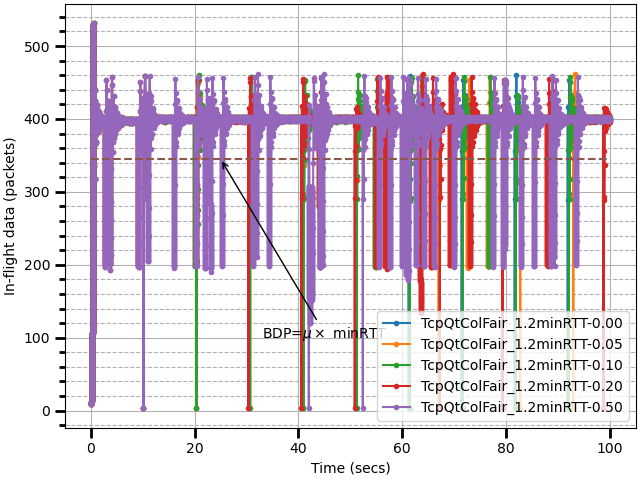 500
400
300
200
100
0
In-flight data (packets)
BDP=μ× minRTT
TcpQtColFair_1.2minRTT-0.00
TcpQtColFair_1.2minRTT-0.05
TcpQtColFair_1.2minRTT-0.10
TcpQtColFair_1.2minRTT-0.20
TcpQtColFair_1.2minRTT-0.50
0 20 40 60 80 100
Time (secs)